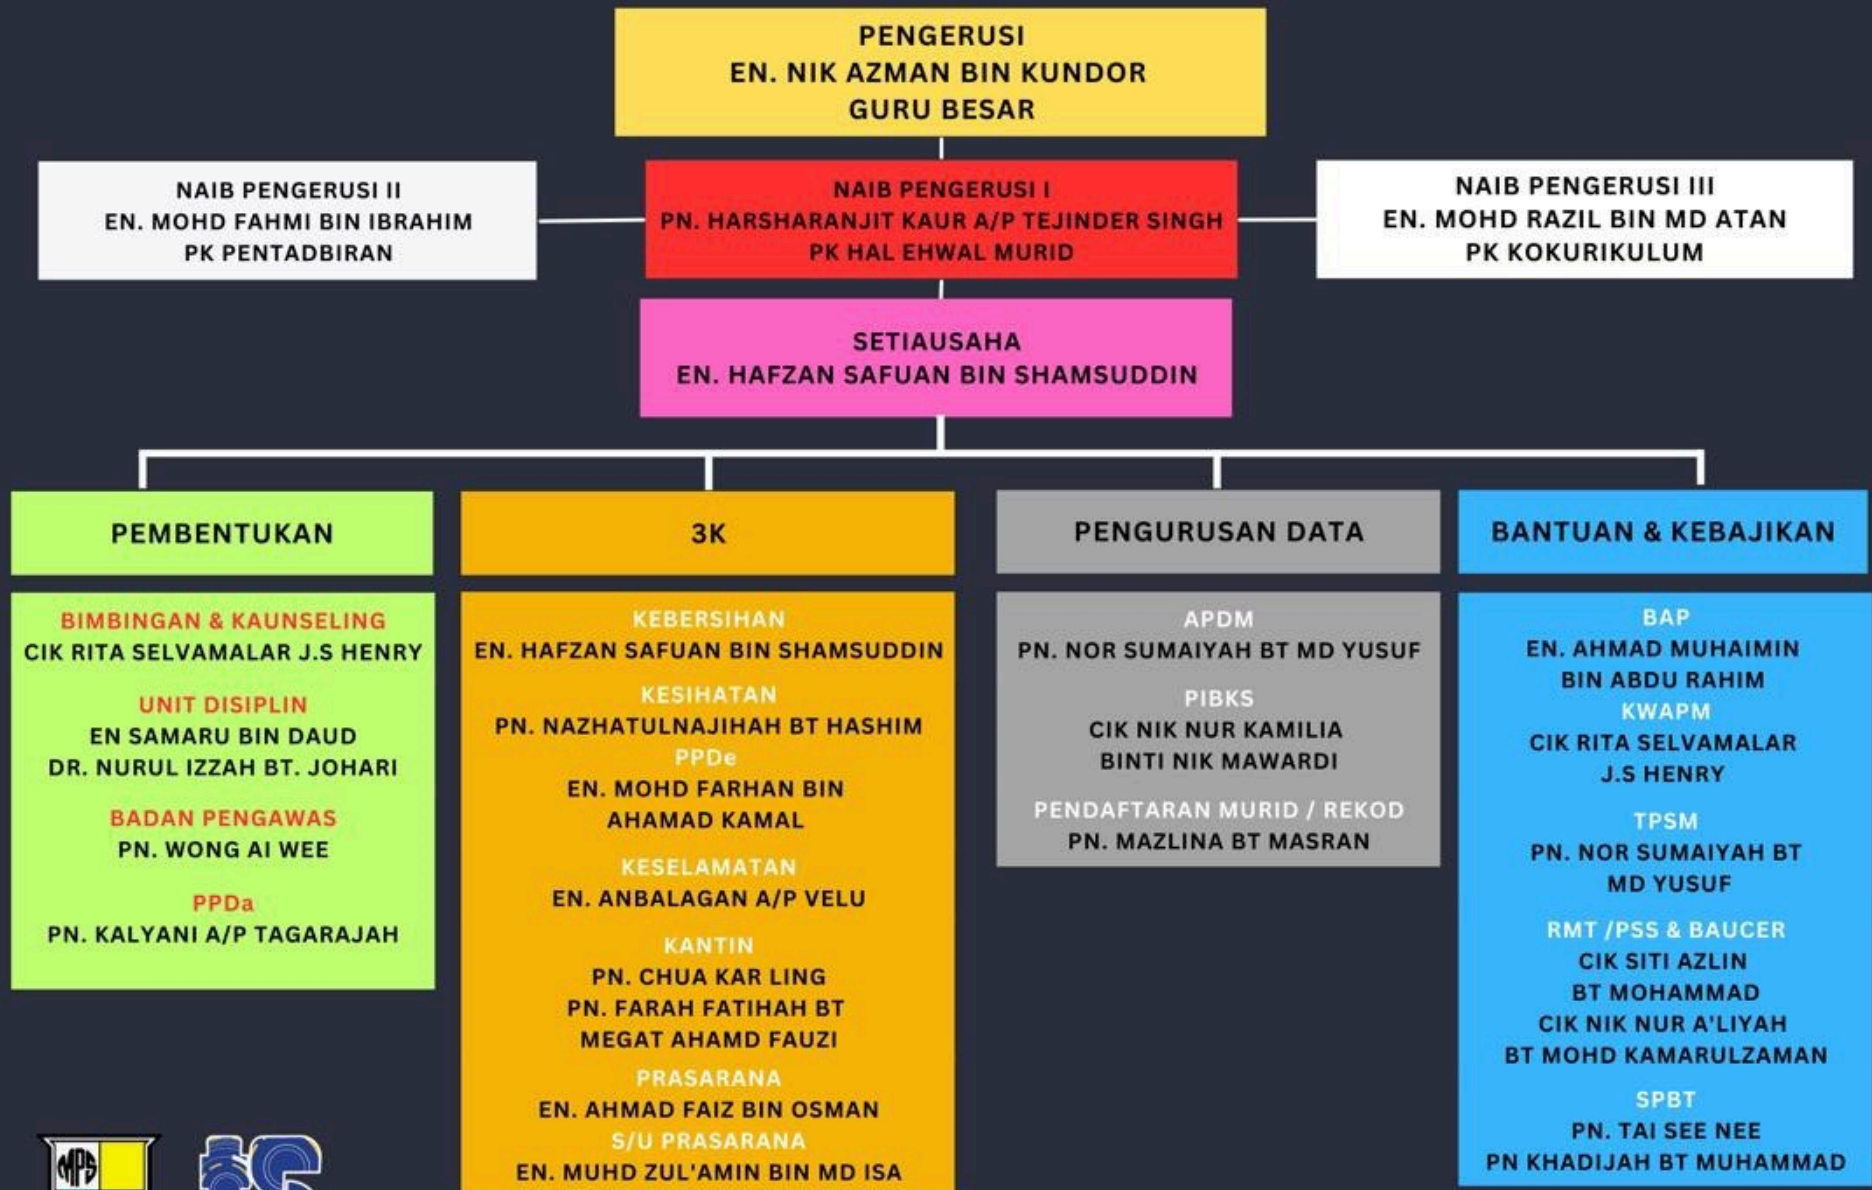 PENGERUSI
EN. NIK AZMAN BIN KUNDOR
GURU BESAR
NAIB PENGERUSI II
EN. MOHD FAHMI BIN IBRAHIM
PK PENTADBIRAN
NAIB PENGERUSI I
PN. HARSHARANJIT KAUR A/P TEJINDER SINGH
PK HAL EHWAL MURID
NAIB PENGERUSI III
EN. MOHD RAZIL BIN MD ATAN
PK KOKURIKULUM
SETIAUSAHA
EN. HAFZAN SAFUAN BIN SHAMSUDDIN
PEMBENTUKAN
BIMBINGAN & KAUNSELING
CIK RITA SELVAMALAR J.S HENRY
UNIT DISIPLIN
EN SAMARU BIN DAUD
DR. NURUL IZZAH BT. JOHARI
BADAN PENGAWAS
PN. WONG AI WEE
PPDa
PN. KALYANI A/P TAGARAJAH
3K
KEBERSIHAN
EN. HAFZAN SAFUAN BIN SHAMSUDDIN
KESIHATAN
PN. NAZHATULNAJIHAH BT HASHIM
PPDe
EN. MOHD FARHAN BIN
AHAMAD KAMAL
KESELAMATAN
EN. ANBALAGAN A/P VELU
KANTIN
PN. CHUA KAR LING
PN. FARAH FATIHAH BT
MEGAT AHAMD FAUZI
PRASARANA
EN. AHMAD FAIZ BIN OSMAN
S/U PRASARANA
EN. MUHD ZUL'AMIN BIN MD ISA
PENGURUSAN DATA
APDM
PN. NOR SUMAIYAH BT MD YUSUF
PIBKS
CIK NIK NUR KAMILIA
BINTI NIK MAWARDI
PENDAFTARAN MURID / REKOD
PN. MAZLINA BT MASRAN
BANTUAN & KEBAJIKAN
BAP
EN. AHMAD MUHAIMIN
BIN ABDU RAHIM
KWAPM
CIK RITA SELVAMALAR
J.S HENRY
TPSM
PN. NOR SUMAIYAH BT
MD YUSUF
RMT /PSS & BAUCER
CIK SITI AZLIN
BT MOHAMMAD
CIK NIK NUR A'LIYAH
BT MOHD KAMARULZAMAN
SPBT
PN. TAI SEE NEE
PN KHADIJAH BT MUHAMMAD
MPS